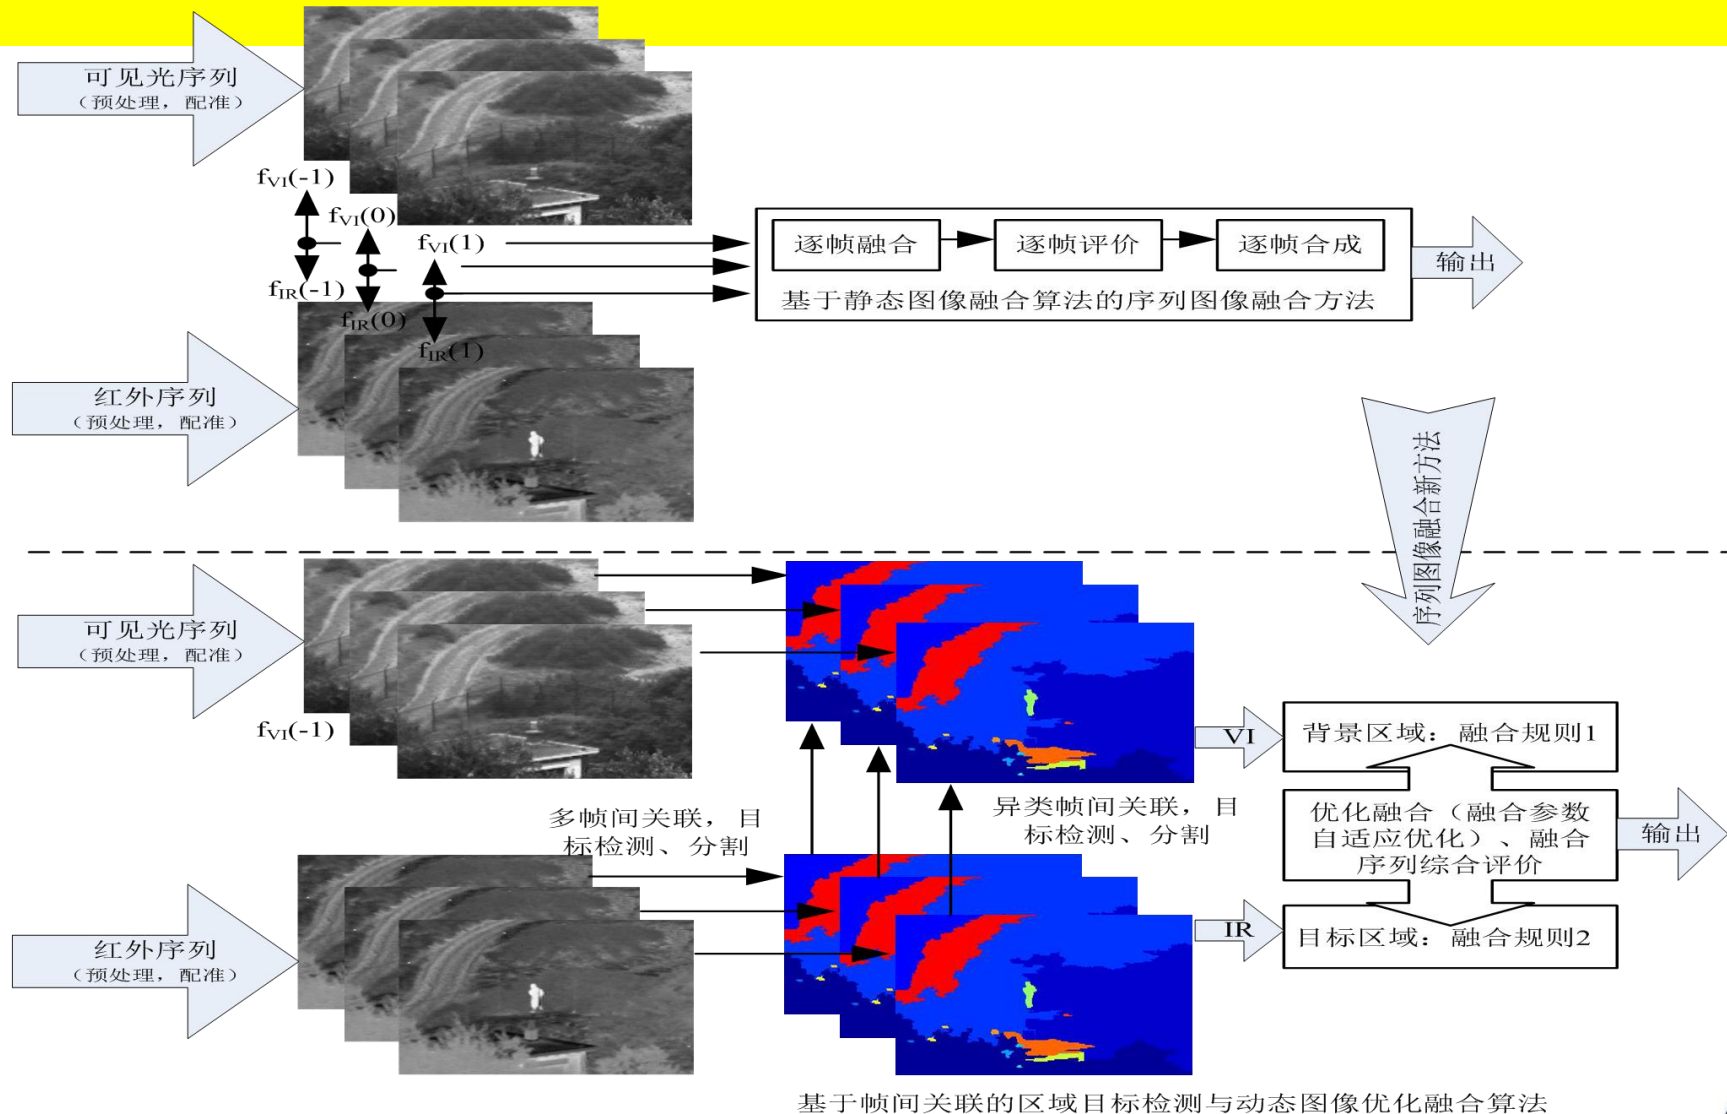 可见光序列
（预处理，配准）
f_VI(-1)
f_VI(0)
f_VI(1)
f_IR(-1)
f_IR(0)
f_IR(1)
逐帧融合
逐帧评价
逐帧合成
基于静态图像融合算法的序列图像融合方法
输出
红外序列
（预处理，配准）
序列图像融合新方法
可见光序列
（预处理，配准）
f_VI(-1)
多帧间关联，目
标检测、分割
异类帧间关联，目
标检测、分割
VI
背景区域：融合规则1
优化融合（融合参数
自适应优化）、融合
序列综合评价
输出
红外序列
（预处理，配准）
IR
目标区域：融合规则2
基于帧间关联的区域目标检测与动态图像优化融合算法